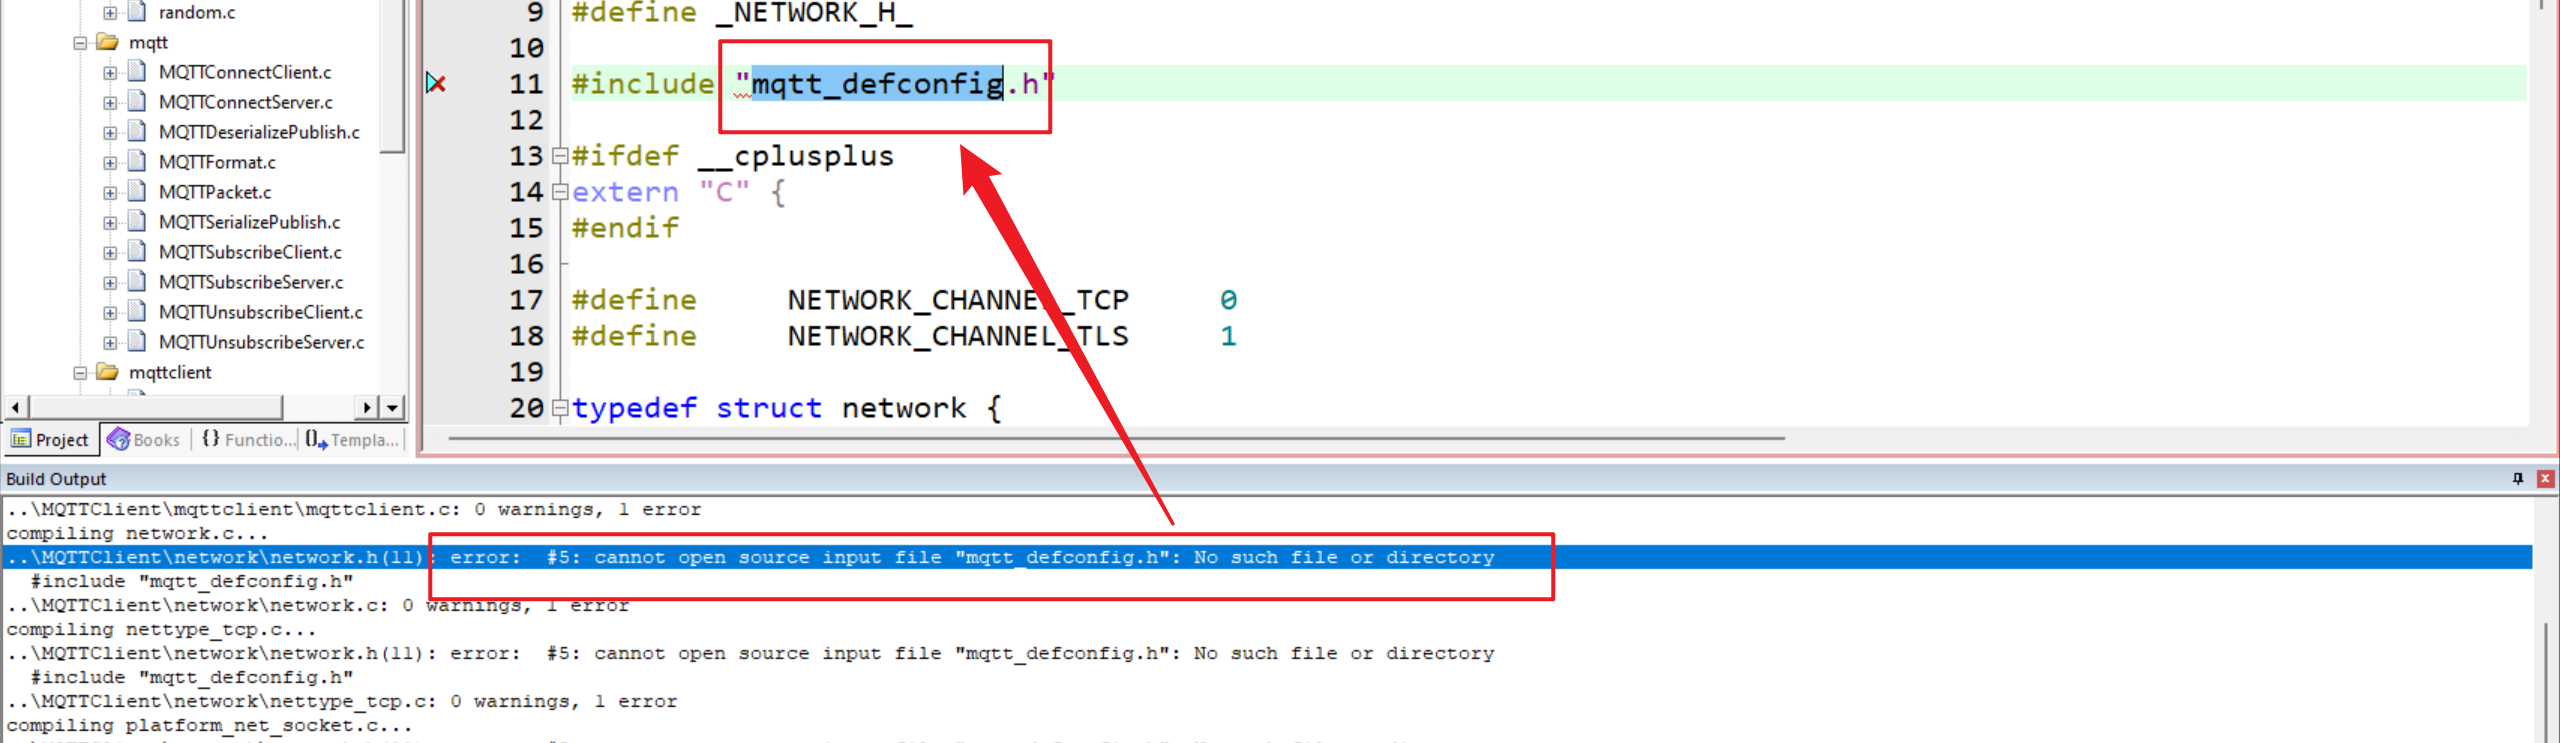 random.c
mqtt
MQTTConnectClient.c
MQTTConnectServer.c
MQTTDeserializePublish.c
MQTTFormat.c
MQTTPacket.c
MQTTSerializePublish.c
MQTTSubscribeClient.c
MQTTSubscribeServer.c
MQTTUnsubscribeClient.c
MQTTUnsubscribeServer.c
mqttclient
Project Books {} Functio... Templa...
9 #define _NETWORK_H_
10
11 #include "mqtt_defconfig.h"
12
13 #ifdef __cplusplus
14 extern "C" {
15 #endif
16
17 #define NETWORK_CHANNEL_TCP 0
18 #define NETWORK_CHANNEL_TLS 1
19
20 typedef struct network {
Build Output
..\MQTTClient\mqttclient\mqttclient.c: 0 warnings, 1 error
compiling network.c...
..\MQTTClient\network\network.h(11): error: #5: cannot open source input file "mqtt_defconfig.h": No such file or directory
#include "mqtt_defconfig.h"
..\MQTTClient\network\network.c: 0 warnings, 1 error
compiling nettype_tcp.c...
..\MQTTClient\network\network.h(11): error: #5: cannot open source input file "mqtt_defconfig.h": No such file or directory
#include "mqtt_defconfig.h"
..\MQTTClient\network\nettype_tcp.c: 0 warnings, 1 error
compiling platform_net_socket.c...